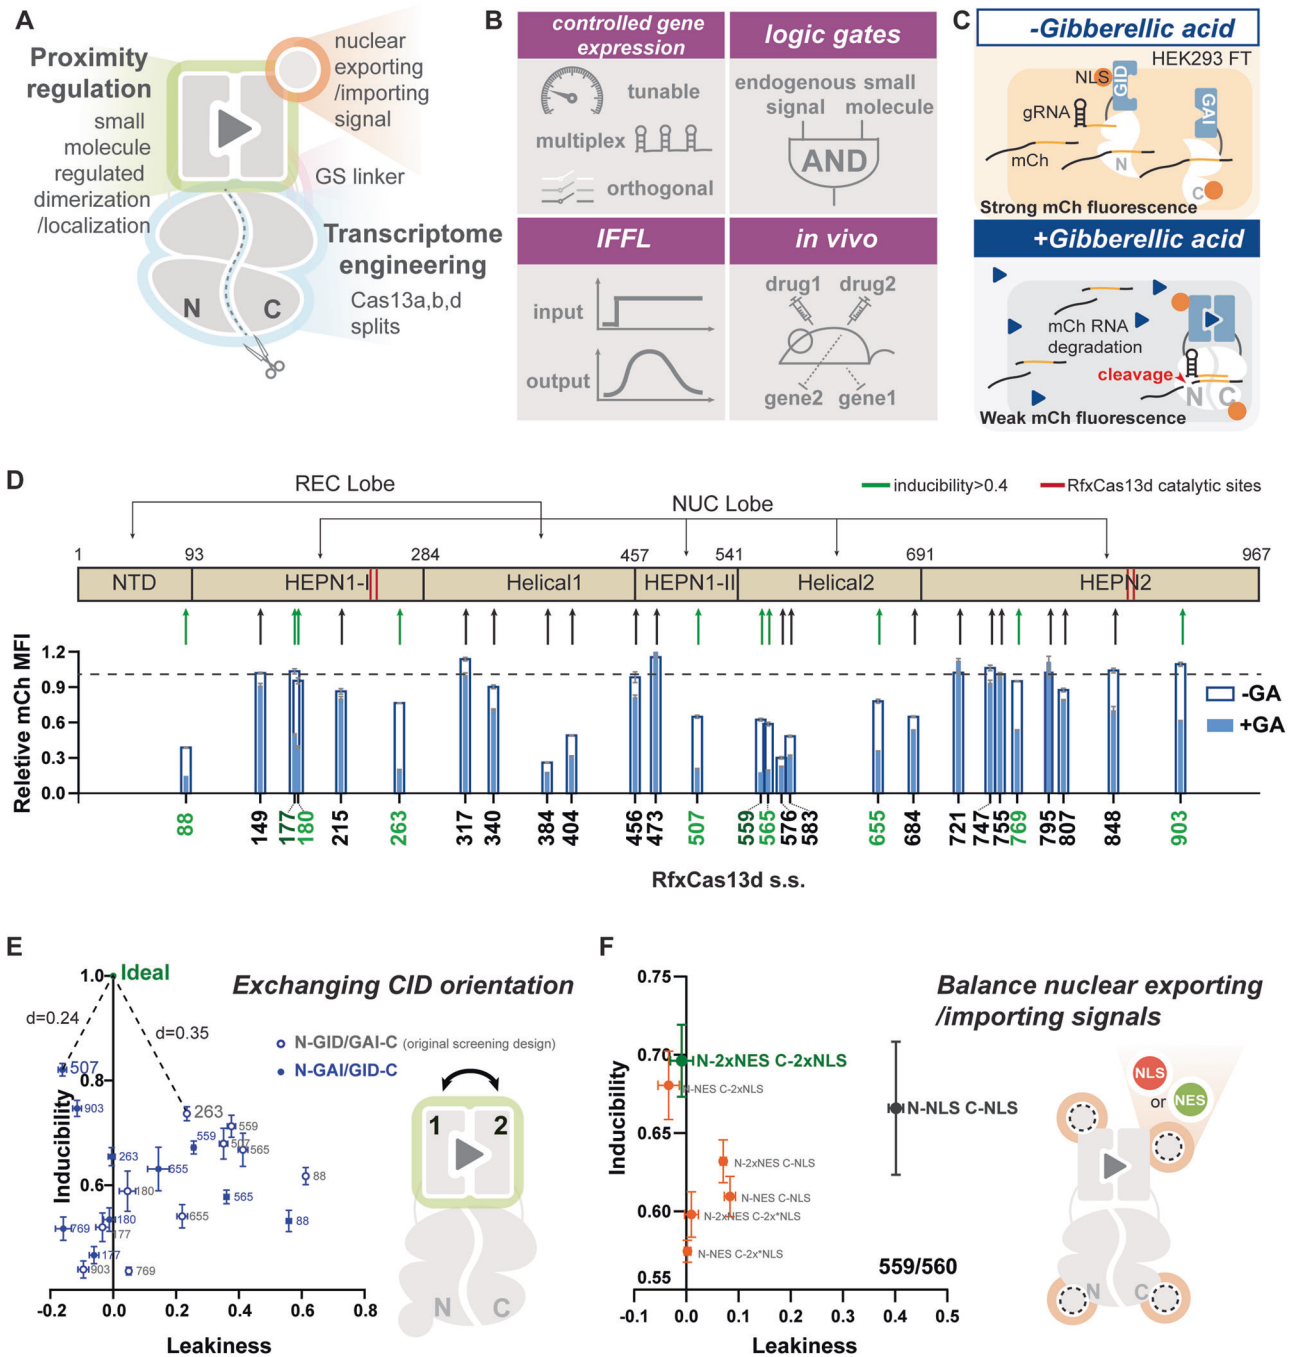 A
Proximity
regulation
small
molecule
regulated
dimerization
/localization
nuclear
exporting
/importing
signal
GS linker
Transcriptome
engineering
Cas13a,b,d
splits
N C
B
controlled gene
expression
tunable
multiplex
orthogonal
logic gates
endogenous small
signal molecule
AND
IFFL
input
output
in vivo
drug1 drug2
gene2 gene1
C
-Gibberellic acid
HEK293 FT
NLS
GID
GAI
gRNA
mCh
N
C
Strong mCh fluorescence
+Gibberellic acid
mCh RNA
degradation
cleavage
N C
Weak mCh fluorescence
D
REC Lobe
NUC Lobe
inducibility>0.4
RfxCas13d catalytic sites
1 93 284 457 541 691 967
NTD HEPN1-I Helical1 HEPN1-II Helical2 HEPN2
Reletive mCh MFI
1.2
0.9
0.6
0.3
0.0
-GA
+GA
88 149 177 180 215 263 317 340 384 404 456 473 507 559 565 576 583 655 684 721 747 755 769 795 807 848 903
RfxCas13d s.s.
E
Exchanging CID orientation
1.0
Ideal
d=0.24
d=0.35
N-GID/GAI-C (original screening design)
N-GAI/GID-C
507
0.8
903
263
559
559
507
565
263
655
88
0.6
180
565
655
180
88
769
177
177
903
769
Inducibility
-0.2 0.0 0.2 0.4 0.6 0.8
Leakiness
1 2
N C
F
Balance nuclear exporting
/importing signals
0.75
0.70
0.65
0.60
0.55
Inducibility
N-2xNES C-2xNLS
N-NES C-2xNLS
N-NLS C-NLS
N-2xNES C-NLS
N-NES C-NLS
N-2xNES C-2x*NLS
N-NES C-2x*NLS
559/560
-0.1 0.0 0.1 0.2 0.3 0.4 0.5
Leakiness
NLS
or
NES
N C